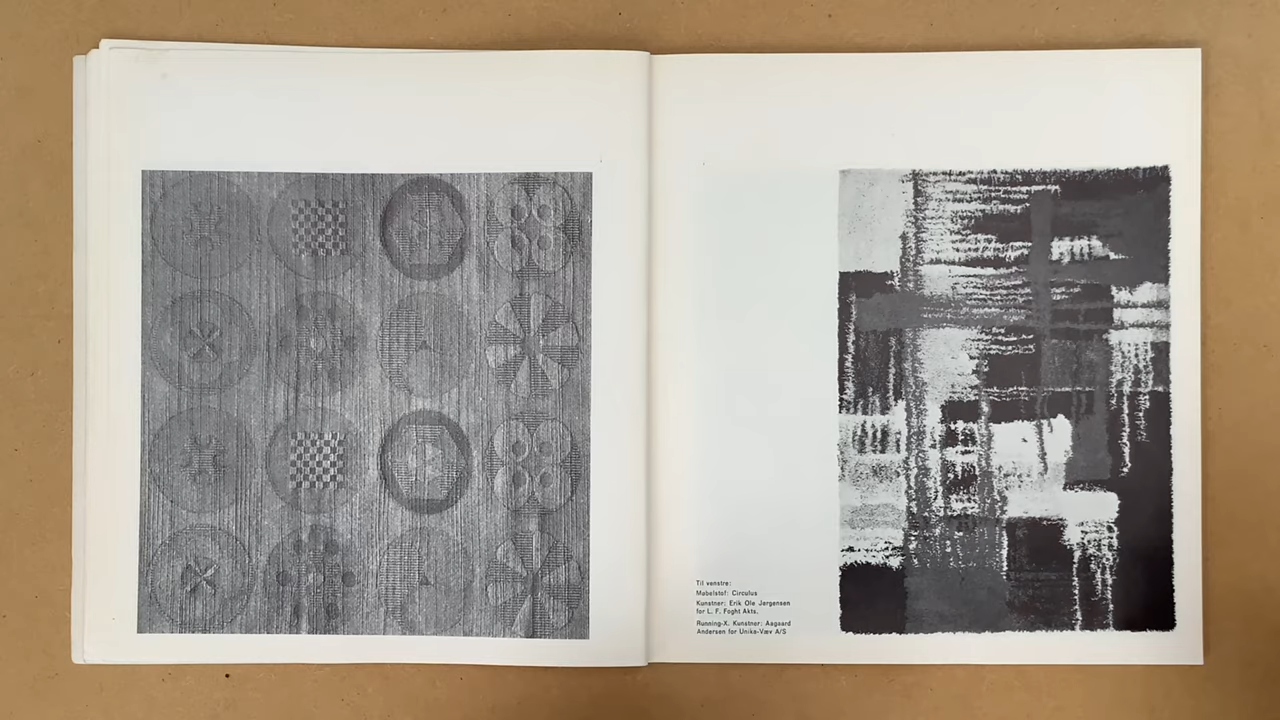 Til venstre:
Møbelstof: Circulus
Kunstner: Erik Ole Jørgensen
for L. F. Foght Akts.
Running-X. Kunstner: Aagaard
Andersen for Unika-Væv A/S